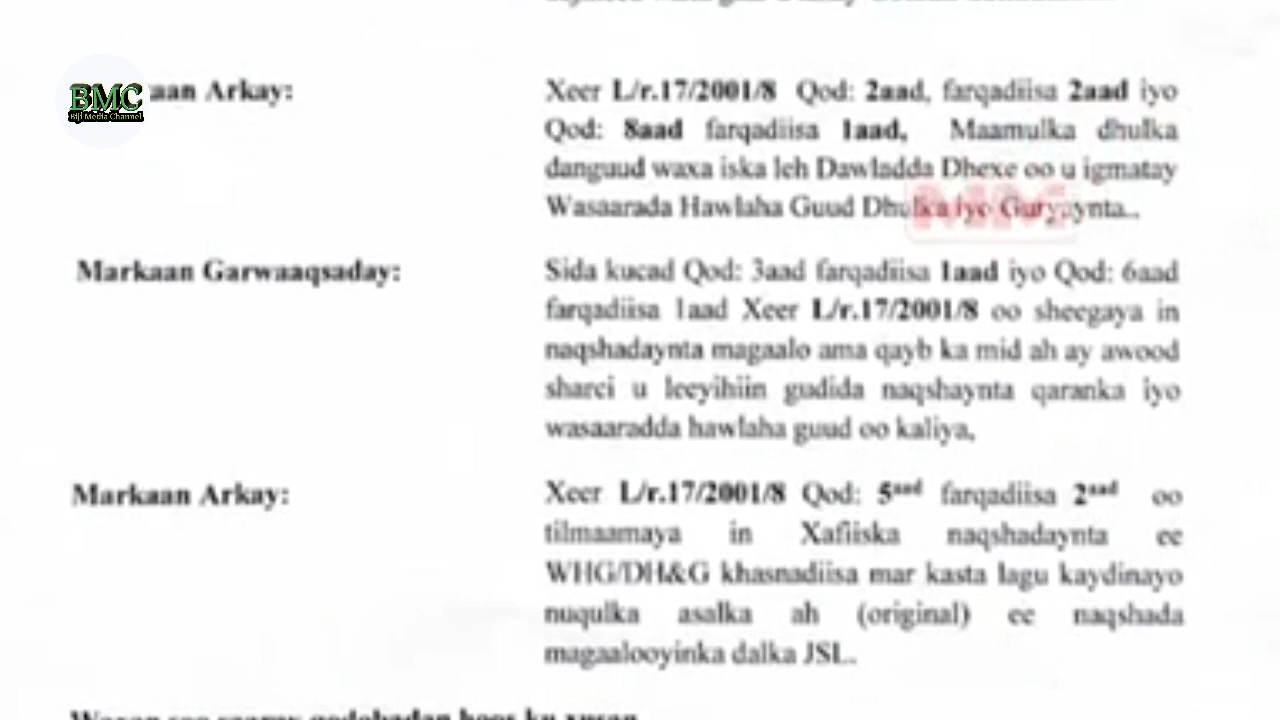 BMC
Biji Media Channel
aan Arkay:
Xeer L/r.17/2001/8 Qod: 2aad, farqadiisa 2aad iyo
Qod: 8aad farqadiisa 1aad, Maamulka dhulka
danguud waxa iska leh Dawladda Dhexe oo u igmatay
Wasaarada Hawlaha Guud Dhulka iyo Guryaynta..
Markaan Garwaaqsaday:
Sida kucad Qod: 3aad farqadiisa 1aad iyo Qod: 6aad
farqadiisa 1aad Xeer L/r.17/2001/8 oo sheegaya in
naqshadaynta magaalo ama qayb ka mid ah ay awood
sharci u leeyihiin gudida naqshaynta qaranka iyo
wasaaradda hawlaha guud oo kaliya,
Markaan Arkay:
Xeer L/r.17/2001/8 Qod: 5aad farqadiisa 2aad oo
tilmaamaya in Xafiiska naqshadaynta ee
WHG/DH&G khasnadiisa mar kasta lagu kaydinayo
nuqulka asalka ah (original) ee naqshada
magaalooyinka dalka JSL..